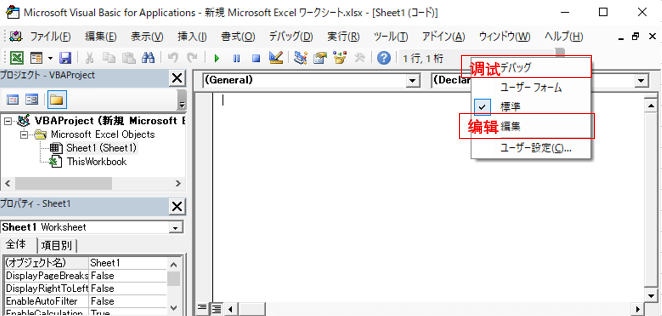 Microsoft Visual Basic for Applications - 新規 Microsoft Excel ワークシート.xlsx - [Sheet1 (コード)]
ファイル(F) 編集(E) 表示(V) 挿入(I) 書式(O) デバッグ(D) 実行(R) ツール(T) アドイン(A) ウィンドウ(W) ヘルプ(H)
1 行, 1 桁
プロジェクト - VBAProject
VBAProject (新規 Microsoft E
Microsoft Excel Objects
Sheet1 (Sheet1)
ThisWorkbook
(General)
(Declar
调试 デバッグ
ユーザー フォーム
標準
编辑 編集
ユーザー設定(C)...
プロパティ - Sheet1
Sheet1 Worksheet
全体 項目別
(オブジェクト名) Sheet1
DisplayPageBreaks False
DisplayRightToLeft False
EnableAutoFilter False
EnableCalculation True